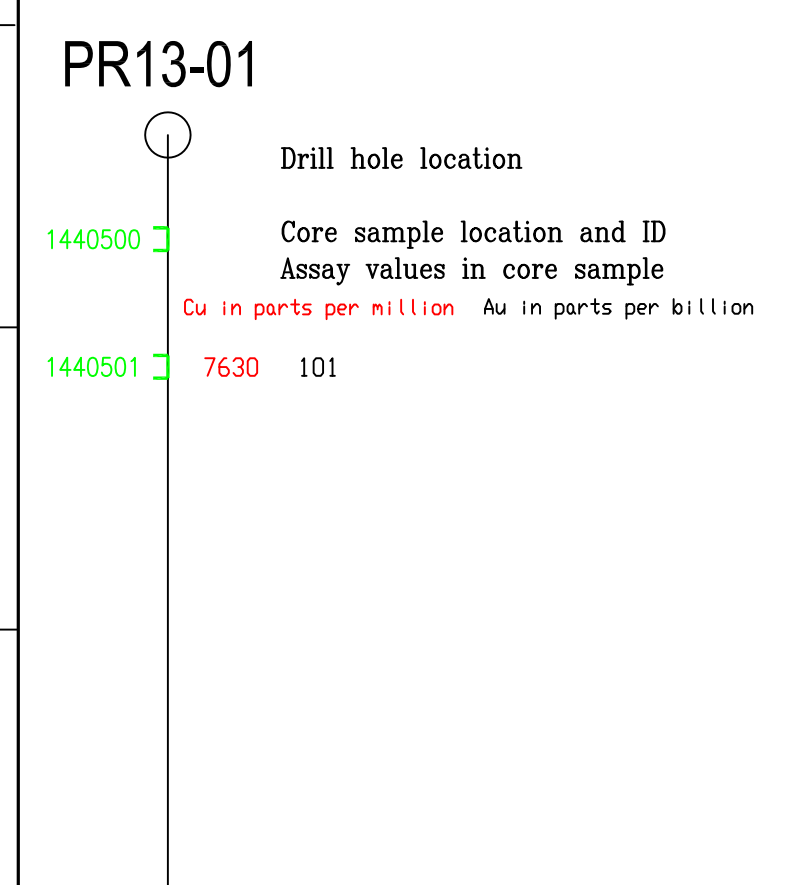 PR13-01
Drill hole location
1440500 Core sample location and ID
Assay values in core sample
Cu in parts per million Au in parts per billion
1440501 7630 101